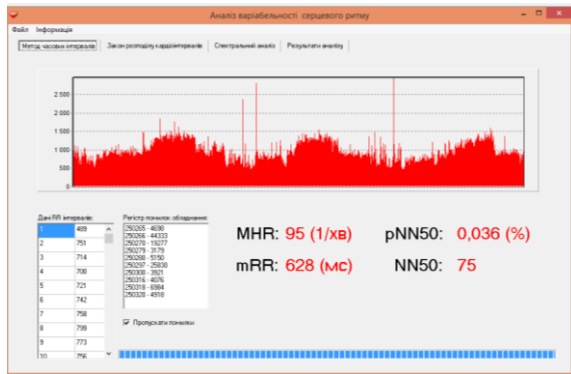 Аналіз варіабельності серцевого ритму
Файл Інформація
Метод часових інтервалів Закон розподілу кардіоінтервалів Спектральний аналіз Результати аналізу
2 500
2 000
1 500
1 000
500
0
Дані RR інтервалів:
1 489
2 751
3 714
4 700
5 721
6 742
7 758
8 799
9 773
10 756
Регістр помилок обладнання:
250265 - 4698
250266 - 44333
250270 - 19277
250279 - 3179
250280 - 5150
250297 - 25830
250308 - 3921
250316 - 4076
250318 - 6984
250320 - 4918
Пропускати помилки
MHR: 95 (1/хв) pNN50: 0,036 (%)
mRR: 628 (мс) NN50: 75